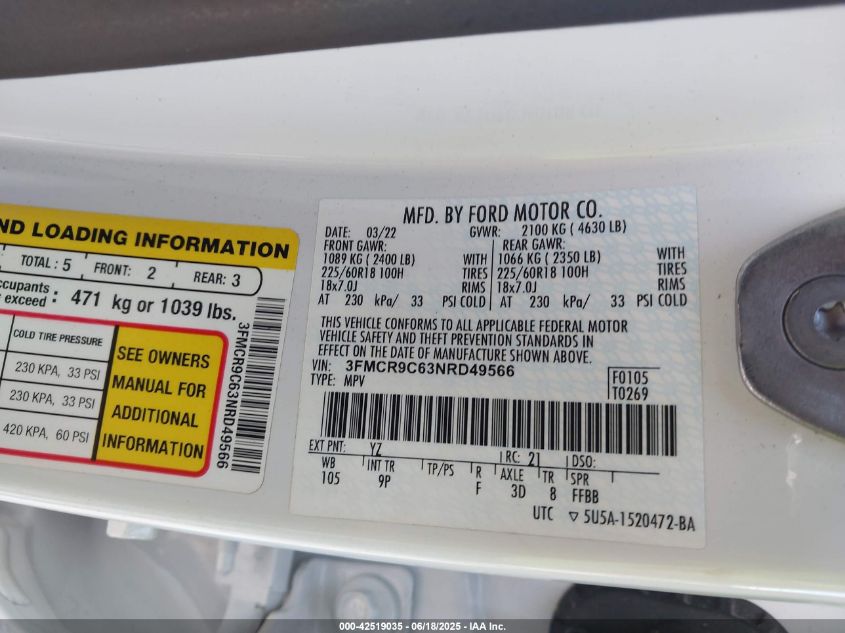 ND LOADING INFORMATION
TOTAL: 5 FRONT: 2 REAR: 3
ccupants
exceed: 471 kg or 1039 lbs.
COLD TIRE PRESSURE
230 KPA, 33 PSI
230 KPA, 33 PSI
420 KPA, 60 PSI
SEE OWNERS
MANUAL FOR
ADDITIONAL
INFORMATION
3FMCR9C63NRD49566
MFD. BY FORD MOTOR CO.
DATE: 03/22 GVWR: 2100 KG ( 4630 LB)
FRONT GAWR: REAR GAWR:
1089 KG ( 2400 LB) WITH 1066 KG ( 2350 LB) WITH
225/60R18 100H TIRES 225/60R18 100H TIRES
18x7.0J RIMS 18x7.0J RIMS
AT 230 kPa/ 33 PSI COLD AT 230 kPa/ 33 PSI COLD
THIS VEHICLE CONFORMS TO ALL APPLICABLE FEDERAL MOTOR
VEHICLE SAFETY AND THEFT PREVENTION STANDARDS IN
EFFECT ON THE DATE OF MANUFACTURE SHOWN ABOVE.
VIN: 3FMCR9C63NRD49566
TYPE: MPV
F0105
T0269
EXT PNT: YZ RC: 21 DSO:
WB INT TR TP/PS R AXLE TR SPR
105 9P F 3D 8 FFBB
UTC ▽ 5U5A-1520472-BA
000-42519035 - 06/18/2025 - IAA Inc.